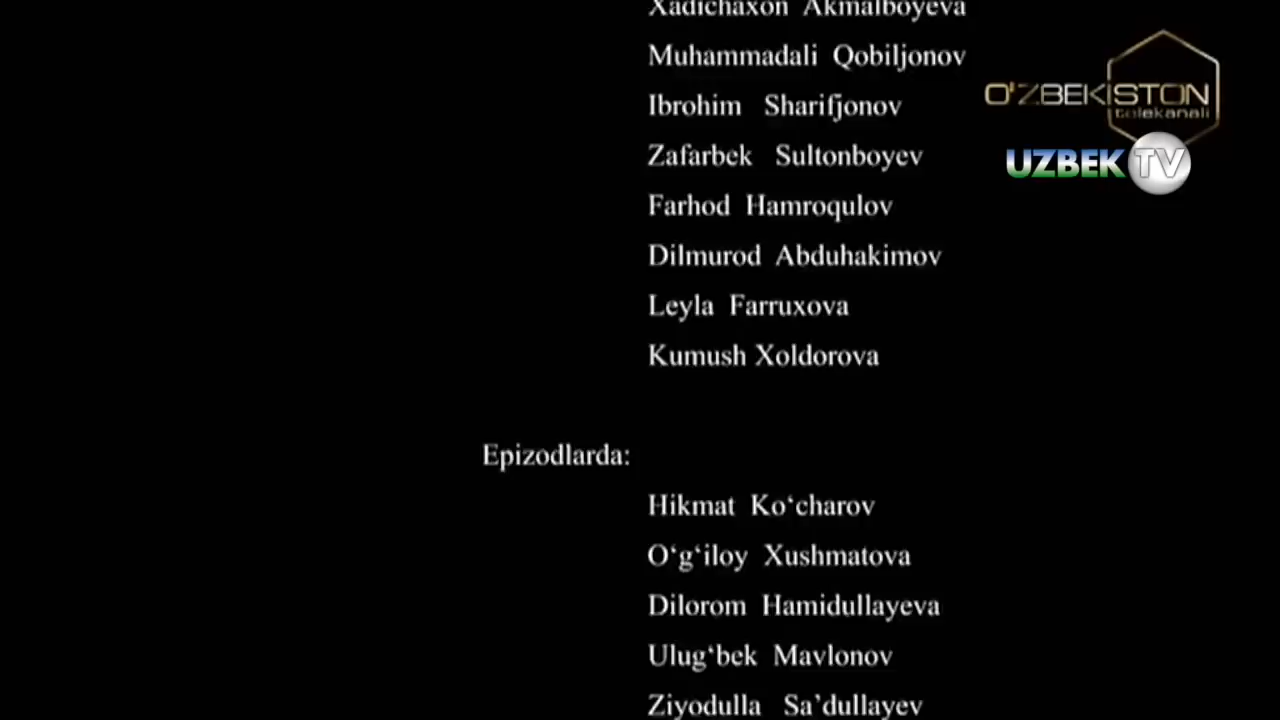 Xadichaxon Akmalboyeva
Muhammadali Qobiljonov
Ibrohim Sharifjonov
Zafarbek Sultonboyev
Farhod Hamroqulov
Dilmurod Abduhakimov
Leyla Farruxova
Kumush Xoldorova
Epizodlarda:
Hikmat Ko‘charov
O‘g‘iloy Xushmatova
Dilorom Hamidullayeva
Ulug‘bek Mavlonov
Ziyodulla Sa’dullayev
O'ZBEKISTON
telekanali
UZBEK TV